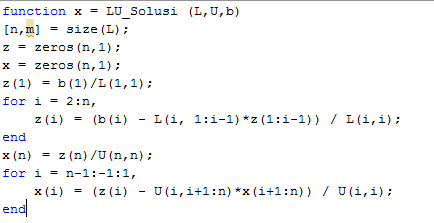 function x = LU_Solusi (L,U,b)
[n,m] = size(L);
z = zeros(n,1);
x = zeros(n,1);
z(1) = b(1)/L(1,1);
for i = 2:n,
    z(i) = (b(i) - L(i, 1:i-1)*z(1:i-1)) / L(i,i);
end
x(n) = z(n)/U(n,n);
for i = n-1:-1:1,
    x(i) = (z(i) - U(i,i+1:n)*x(i+1:n)) / U(i,i);
end